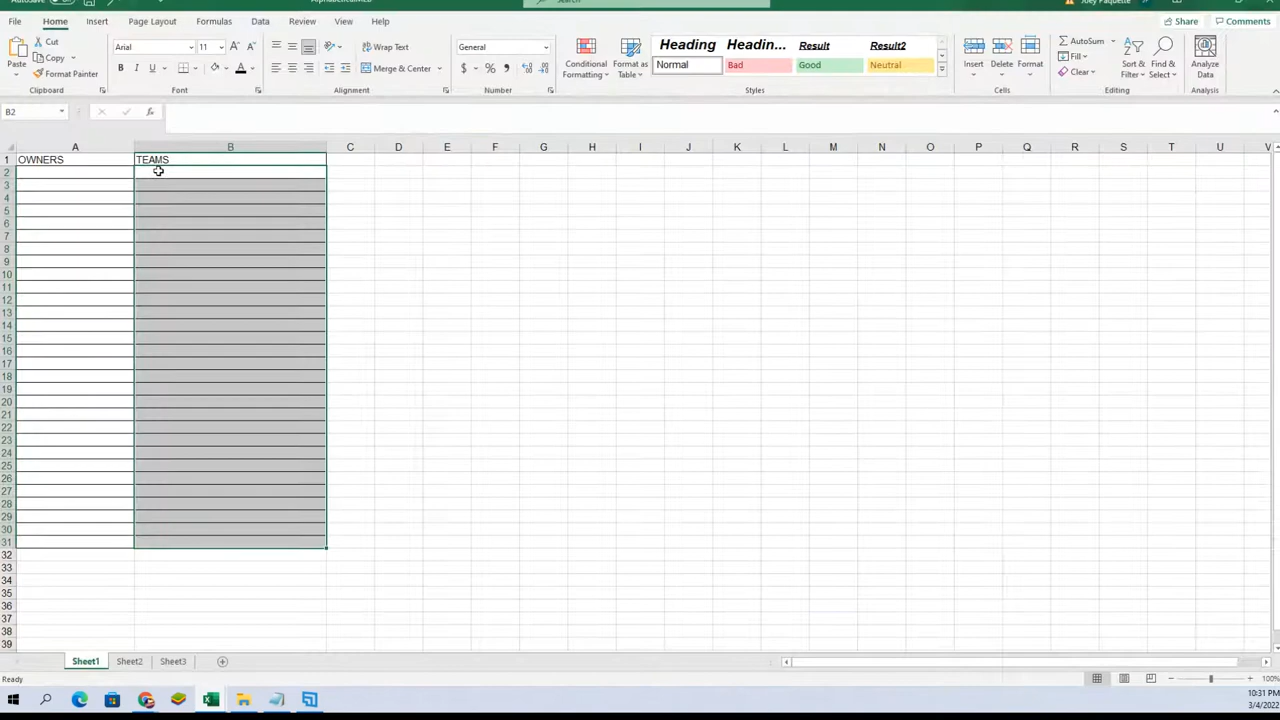 File Home Insert Page Layout Formulas Data Review View Help Share Comments
Cut
Copy
Format Painter
Paste
Clipboard
Arial 11
B I U
Font
Wrap Text
Merge & Center
Alignment
General
$ % ,
Number
Conditional Formatting
Format as Table
Heading Headin... Result Result2
Normal Bad Good Neutral
Styles
Insert Delete Format
Cells
AutoSum
Fill
Clear
Sort & Filter
Find & Select
Editing
Analyze Data
Analysis
B2 fx
A B C D E F G H I J K L M N O P Q R S T U V
1 OWNERS TEAMS
2
3
4
5
6
7
8
9
10
11
12
13
14
15
16
17
18
19
20
21
22
23
24
25
26
27
28
29
30
31
32
33
34
35
36
37
38
39
Sheet1 Sheet2 Sheet3
Ready 100%
10:31 PM
3/4/2022